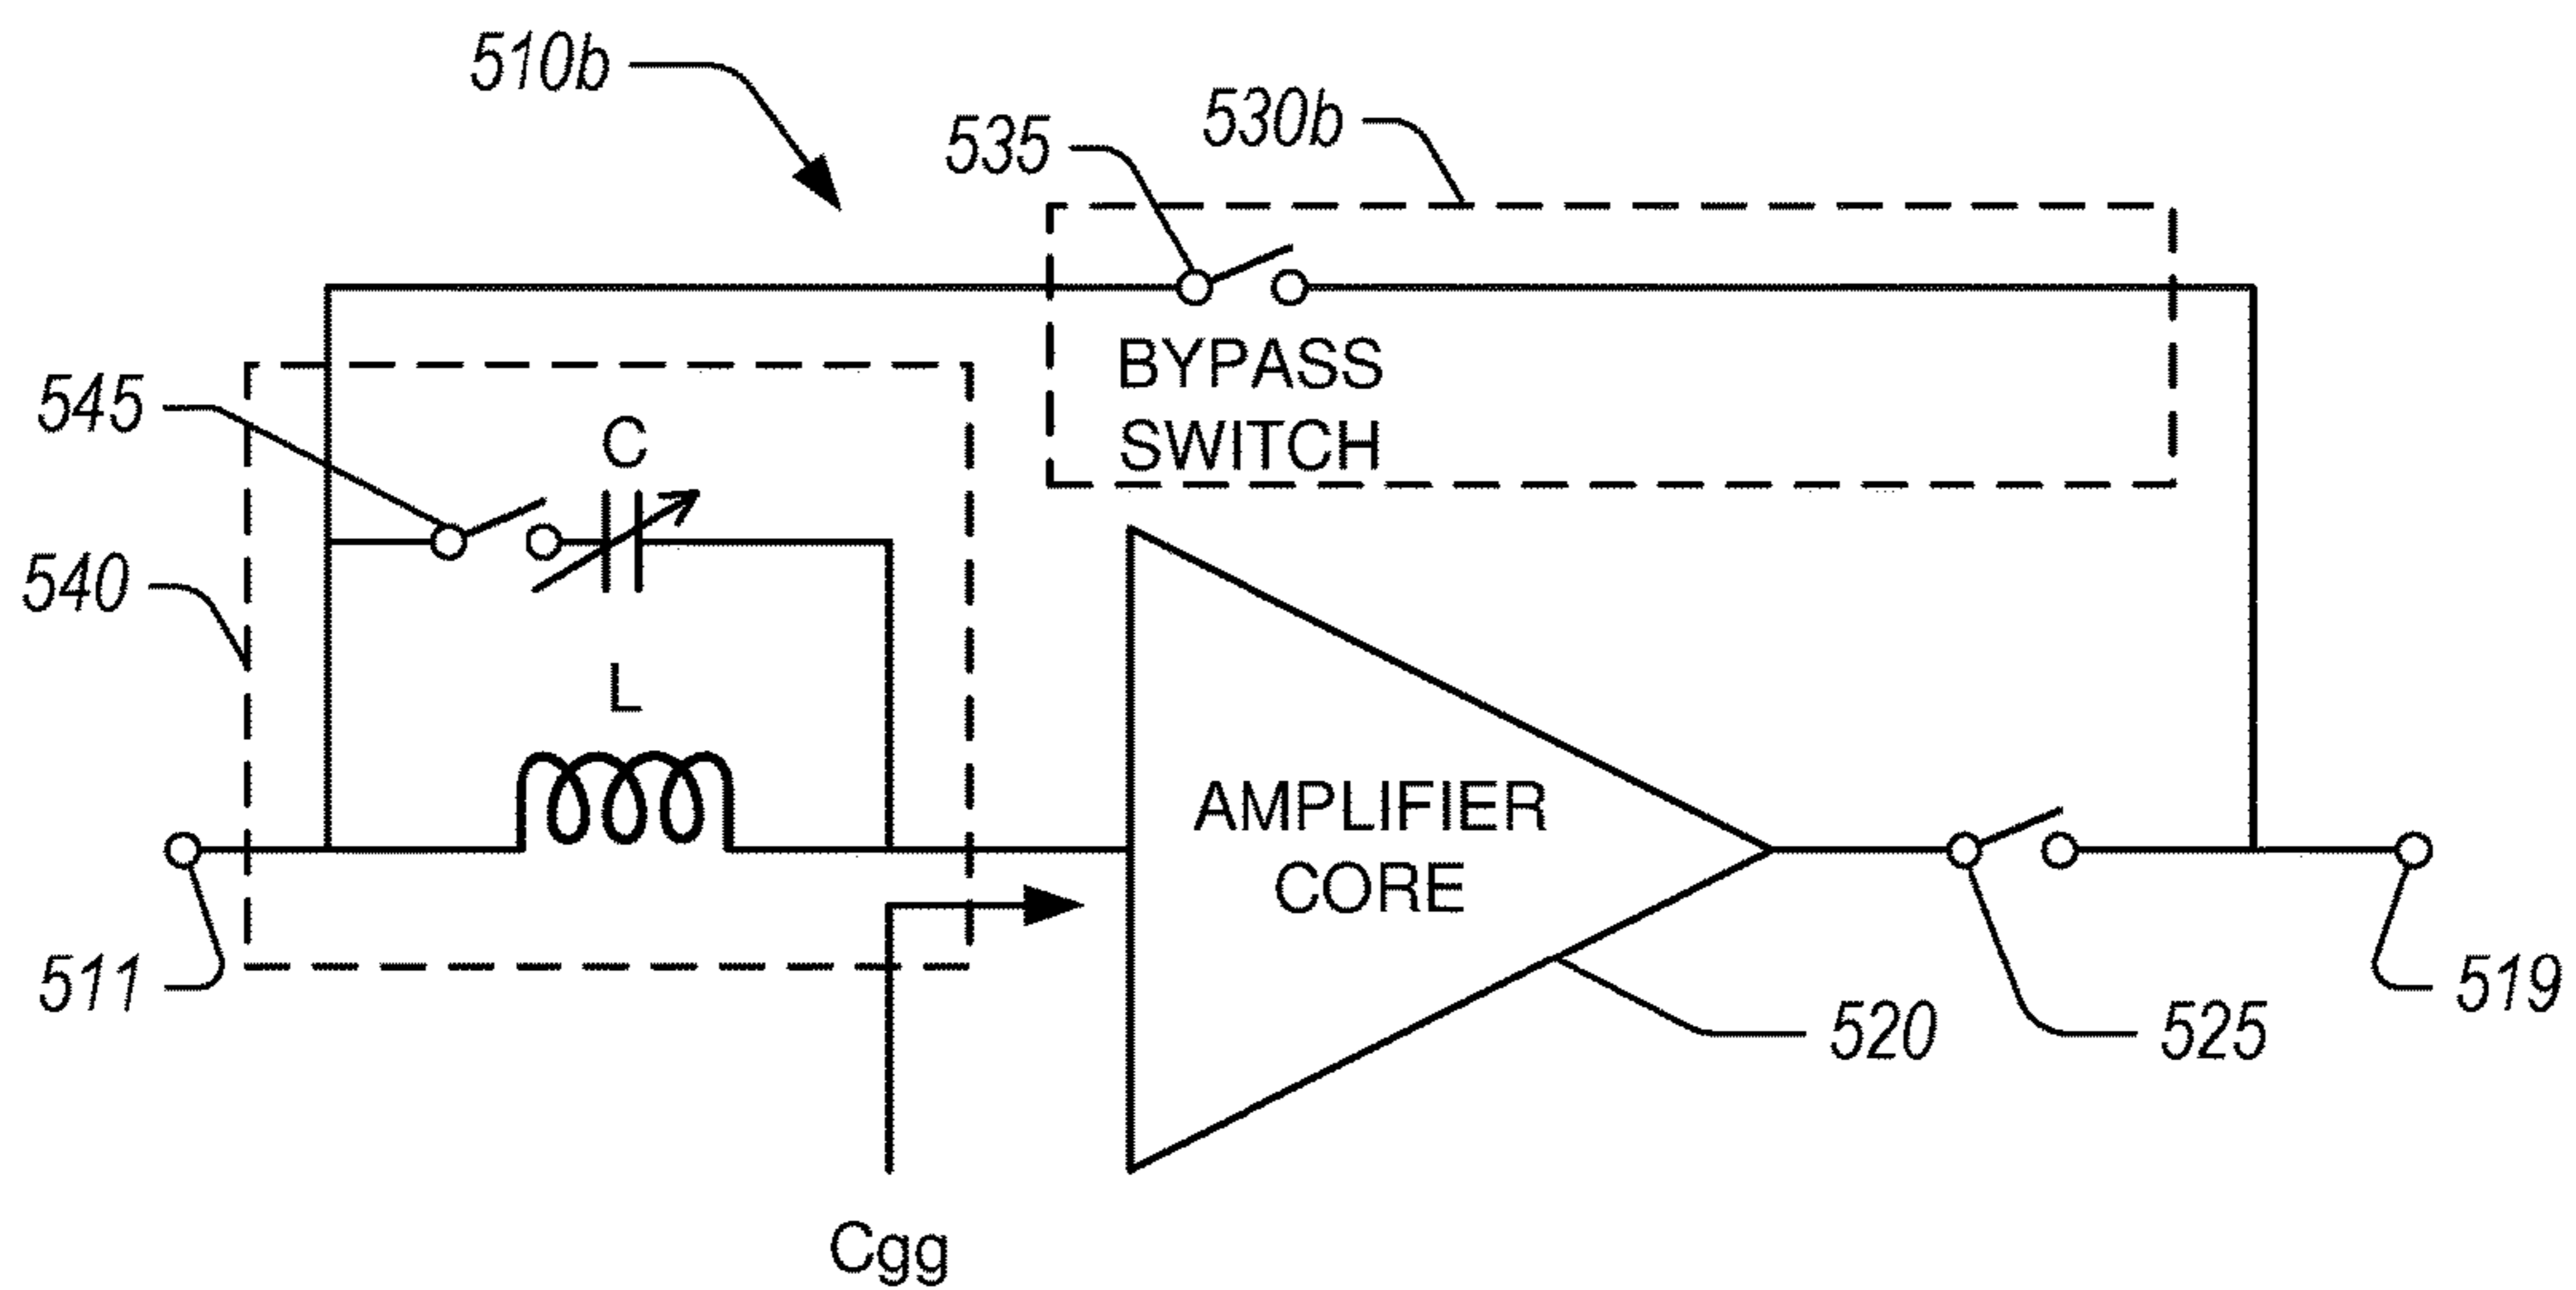 510b
530b
535
BYPASS
SWITCH
545
C
540
L
AMPLIFIER
CORE
511
519
520
525
Cgg